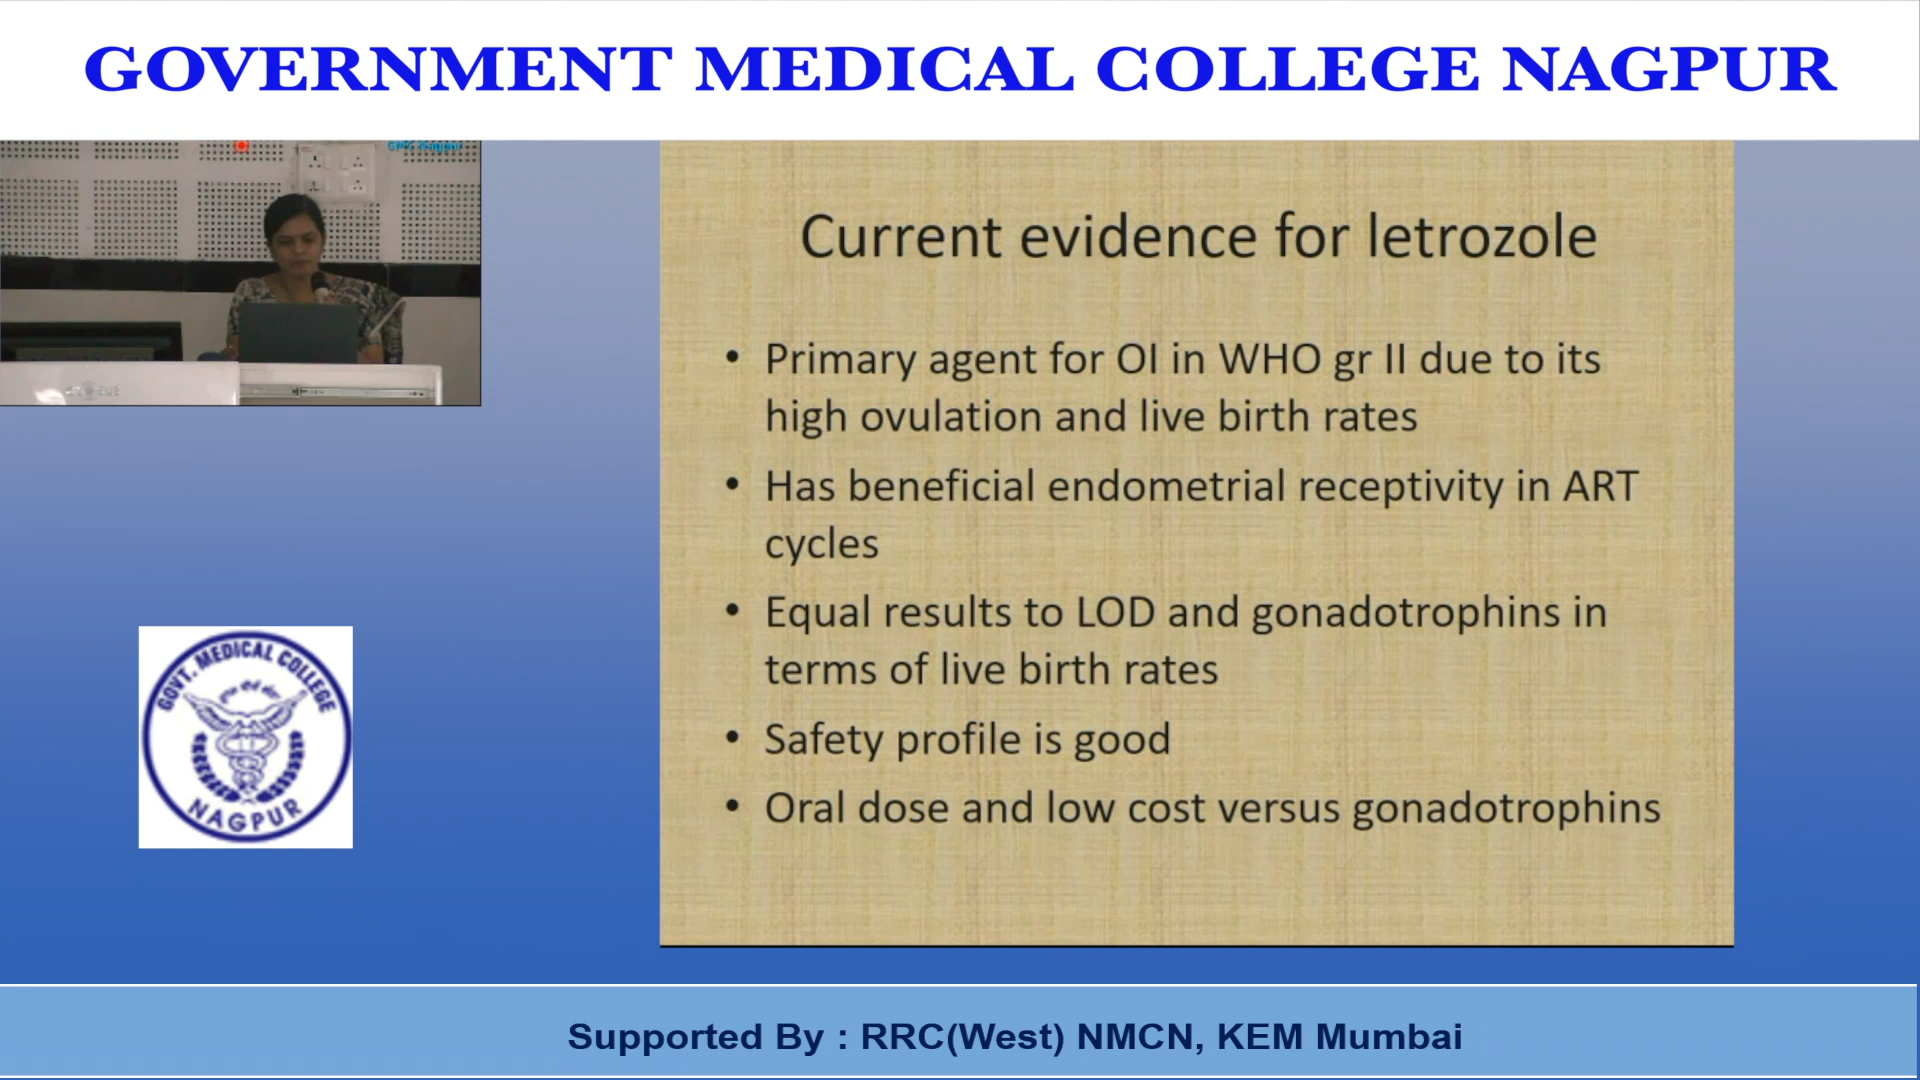 GOVERNMENT MEDICAL COLLEGE NAGPUR
GMC Nagpur
Current evidence for letrozole
• Primary agent for OI in WHO gr II due to its
high ovulation and live birth rates
• Has beneficial endometrial receptivity in ART
cycles
• Equal results to LOD and gonadotrophins in
terms of live birth rates
• Safety profile is good
• Oral dose and low cost versus gonadotrophins
GOVT. MEDICAL COLLEGE
NAGPUR
Supported By : RRC(West) NMCN, KEM Mumbai